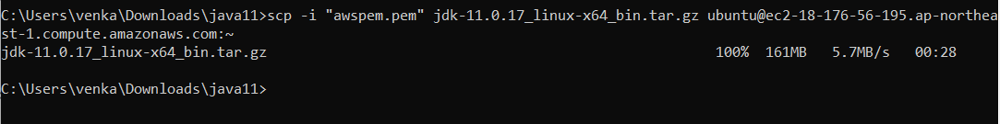 C:\Users\venka\Downloads\java11>scp -i "awspem.pem" jdk-11.0.17_linux-x64_bin.tar.gz ubuntu@ec2-18-176-56-195.ap-northea
st-1.compute.amazonaws.com:~
jdk-11.0.17_linux-x64_bin.tar.gz 100% 161MB 5.7MB/s 00:28
C:\Users\venka\Downloads\java11>